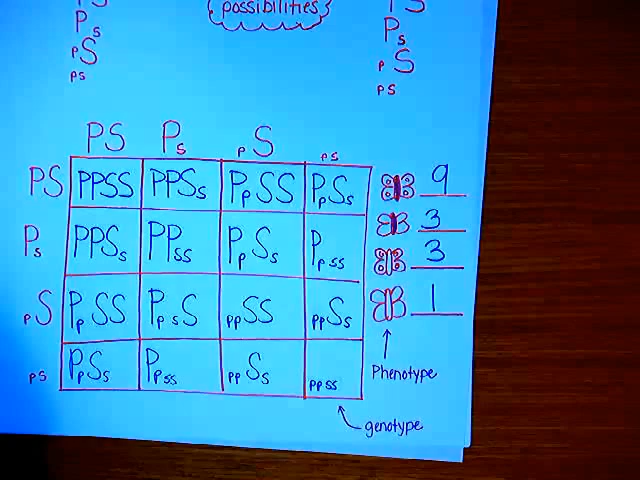 possibilities
PS
Ps
pS
ps
S
Ps
pS
ps
PS Ps pS ps
PS PPSS PPSs PpSS PpSs 9
Ps PPSs PPss PpSs Ppss 3
3
pS PpSS PpsS ppSS ppSs 1
ps PpSs Ppss ppSs ppss
Phenotype
genotype